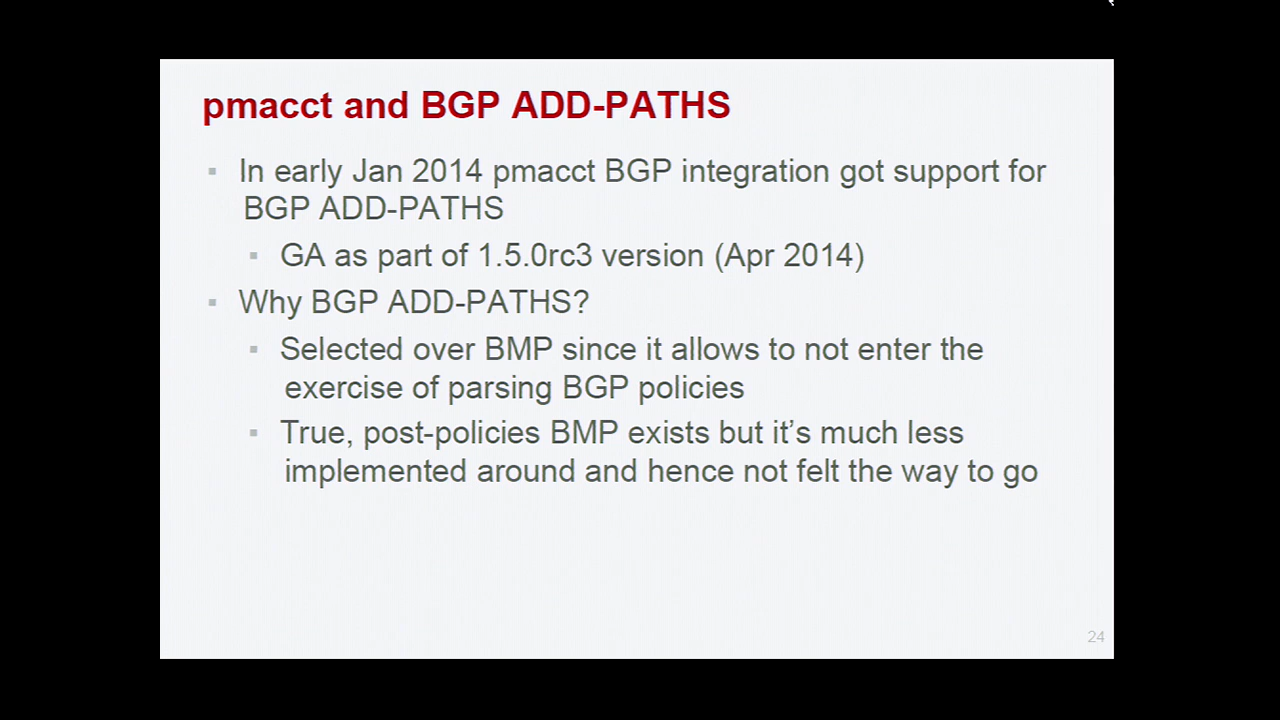 pmacct and BGP ADD-PATHS
▪ In early Jan 2014 pmacct BGP integration got support for
BGP ADD-PATHS
▪ GA as part of 1.5.0rc3 version (Apr 2014)
▪ Why BGP ADD-PATHS?
▪ Selected over BMP since it allows to not enter the
exercise of parsing BGP policies
▪ True, post-policies BMP exists but it’s much less
implemented around and hence not felt the way to go
24